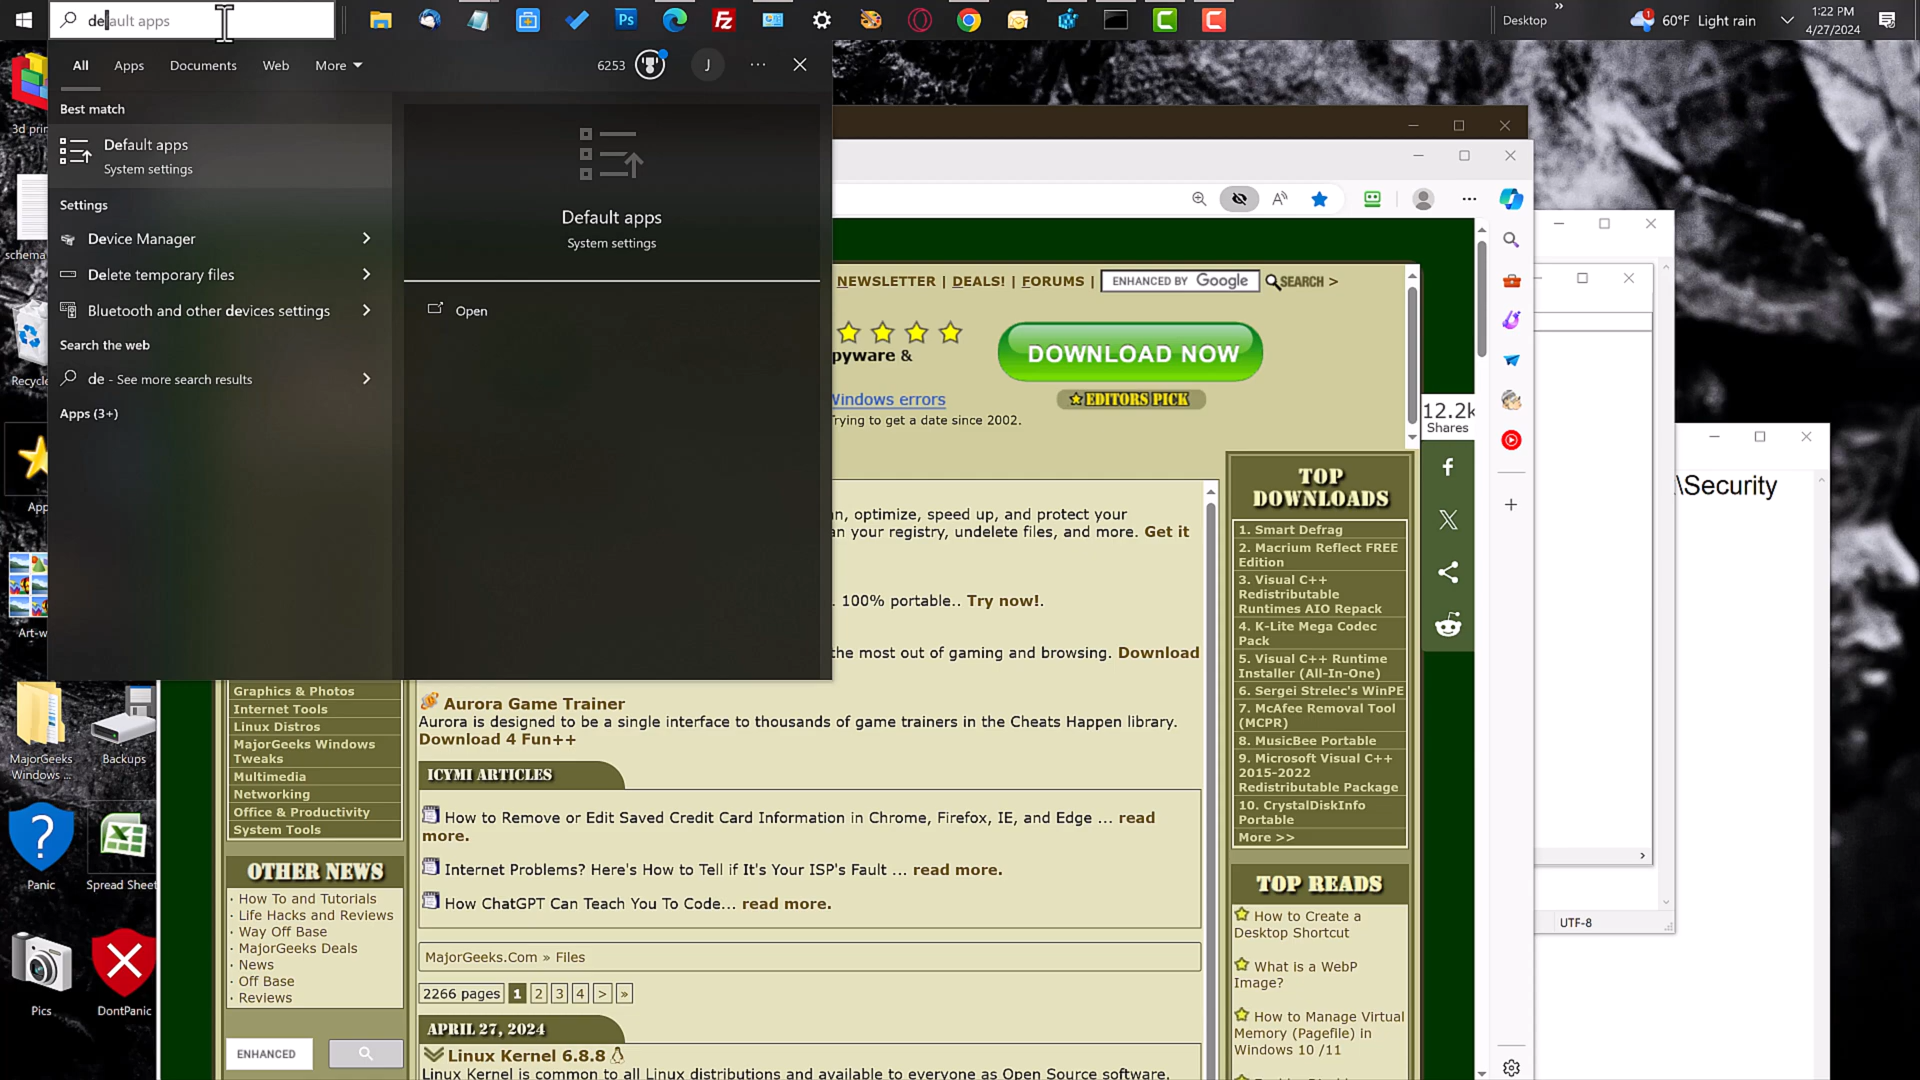 default apps
Desktop
60°F Light rain
1:22 PM
4/27/2024
All
Apps
Documents
Web
More
6253
J
Best match
Default apps
System settings
Settings
Device Manager
Delete temporary files
Bluetooth and other devices settings
Search the web
de - See more search results
Apps (3+)
Default apps
System settings
Open
3d prin
schema
Recycle
App
Art-w
MajorGeeks
Windows ...
Backups
Panic
Spread Sheet
Pics
DontPanic
NEWSLETTER | DEALS! | FORUMS |
ENHANCED BY Google
SEARCH >
pyware &
DOWNLOAD NOW
EDITORS PICK
Windows errors
Trying to get a date since 2002.
12.2k
Shares
n, optimize, speed up, and protect your
an your registry, undelete files, and more. Get it
100% portable.. Try now!.
the most out of gaming and browsing. Download
Aurora Game Trainer
Aurora is designed to be a single interface to thousands of game trainers in the Cheats Happen library.
Download 4 Fun++
ICYMI ARTICLES
How to Remove or Edit Saved Credit Card Information in Chrome, Firefox, IE, and Edge ... read
more.
Internet Problems? Here's How to Tell if It's Your ISP's Fault ... read more.
How ChatGPT Can Teach You To Code... read more.
MajorGeeks.Com » Files
2266 pages 1 2 3 4 > »
APRIL 27, 2024
Linux Kernel 6.8.8
Linux Kernel is common to all Linux distributions and available to everyone as Open Source software.
Graphics & Photos
Internet Tools
Linux Distros
MajorGeeks Windows
Tweaks
Multimedia
Networking
Office & Productivity
System Tools
OTHER NEWS
· How To and Tutorials
· Life Hacks and Reviews
· Way Off Base
· MajorGeeks Deals
· News
· Off Base
· Reviews
ENHANCED
TOP
DOWNLOADS
1. Smart Defrag
2. Macrium Reflect FREE
Edition
3. Visual C++
Redistributable
Runtimes AIO Repack
4. K-Lite Mega Codec
Pack
5. Visual C++ Runtime
Installer (All-In-One)
6. Sergei Strelec's WinPE
7. McAfee Removal Tool
(MCPR)
8. MusicBee Portable
9. Microsoft Visual C++
2015-2022
Redistributable Package
10. CrystalDiskInfo
Portable
More >>
TOP READS
How to Create a
Desktop Shortcut
What is a WebP
Image?
How to Manage Virtual
Memory (Pagefile) in
Windows 10 /11
\Security
UTF-8